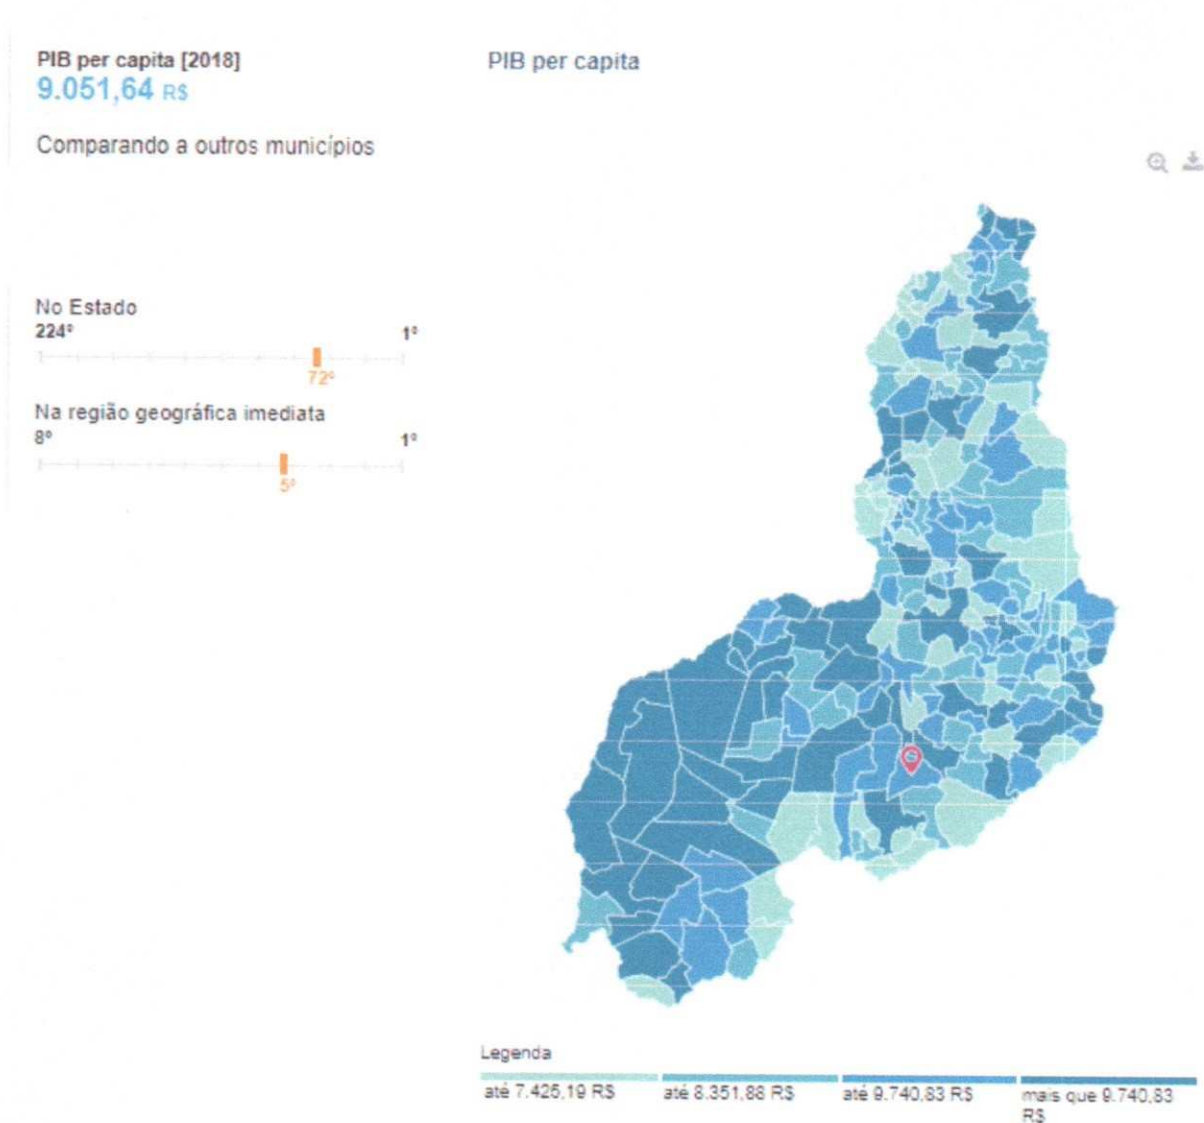 PIB per capita [2018]
9.051,64 R$
Comparando a outros municípios
No Estado
224º 1º
72º
Na região geográfica imediata
8º 1º
5º
PIB per capita
Legenda
até 7.425,19 R$ até 8.351,88 R$ até 9.740,83 R$ mais que 9.740,83
R$